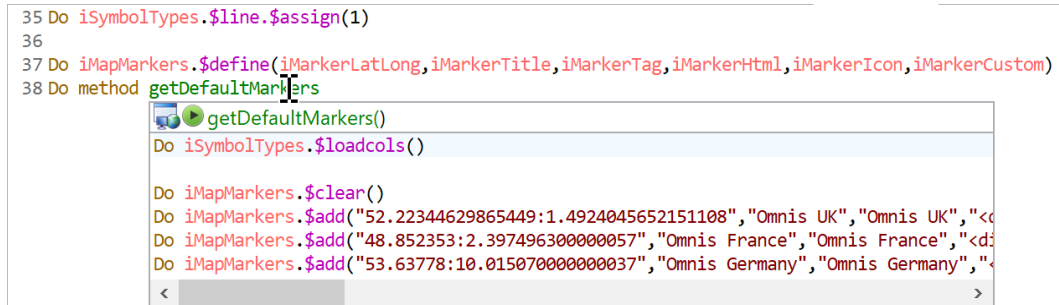 35 Do iSymbolTypes.$line.$assign(1)
36
37 Do iMapMarkers.$define(iMarkerLatLong,iMarkerTitle,iMarkerTag,iMarkerHtml,iMarkerIcon,iMarkerCustom)
38 Do method getDefaultMarkers
getDefaultMarkers()
Do iSymbolTypes.$loadcols()
Do iMapMarkers.$clear()
Do iMapMarkers.$add("52.22344629865449:1.4924045652151108","Omnis UK","Omnis UK","<d
Do iMapMarkers.$add("48.852353:2.397496300000057","Omnis France","Omnis France","<di
Do iMapMarkers.$add("53.63778:10.015070000000037","Omnis Germany","Omnis Germany","<